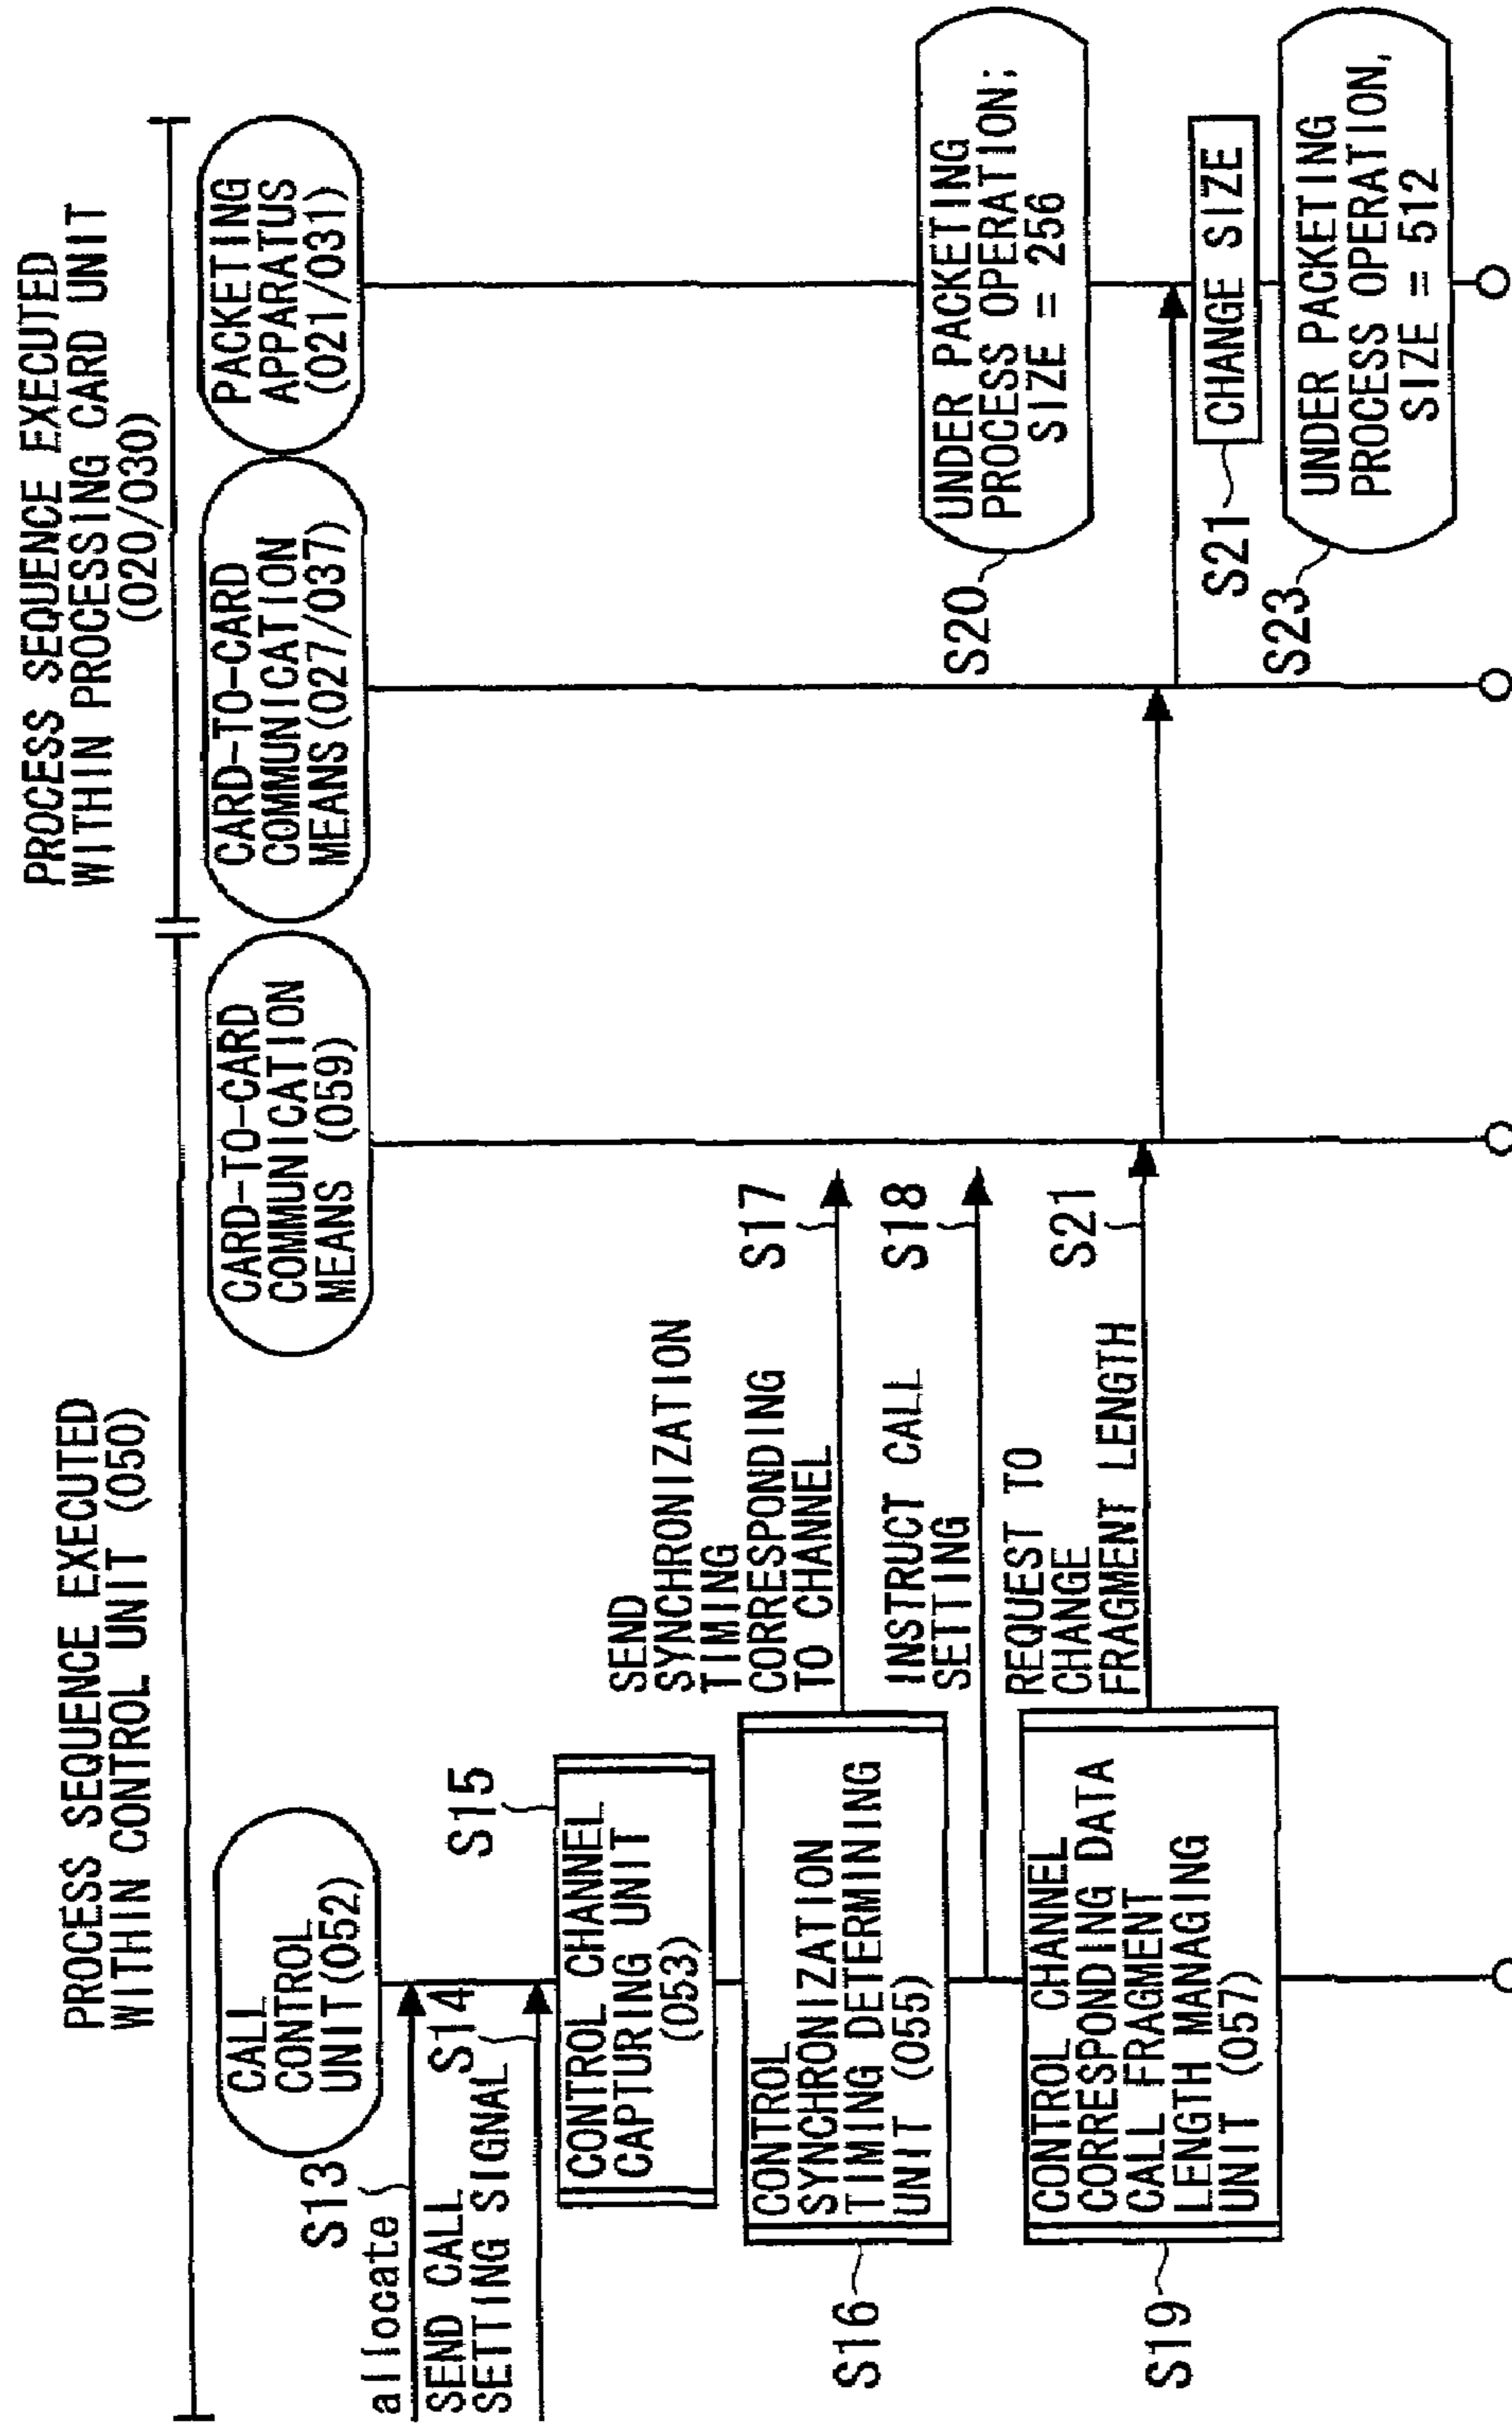 PROCESS SEQUENCE EXECUTED
WITHIN CONTROL UNIT (050)
PROCESS SEQUENCE EXECUTED
WITHIN PROCESSING CARD UNIT
(020/030)
CALL
CONTROL
UNIT (052)
CARD-TO-CARD
COMMUNICATION
MEANS (059)
CARD-TO-CARD
COMMUNICATION
MEANS (027/037)
PACKETING
APPARATUS
(021/031)
S13
allocate
S14
SEND CALL
SETTING SIGNAL
S15
CONTROL CHANNEL
CAPTURING UNIT
(053)
S16
CONTROL
SYNCHRONIZATION
TIMING DETERMINING
UNIT (055)
SEND
SYNCHRONIZATION
TIMING
CORRESPONDING
TO CHANNEL
S17
INSTRUCT CALL
SETTING
S18
S19
CONTROL CHANNEL
CORRESPONDING DATA
CALL FRAGMENT
LENGTH MANAGING
UNIT (057)
REQUEST TO
CHANGE
FRAGMENT LENGTH
S21
S20
UNDER PACKETING
PROCESS OPERATION;
SIZE = 256
S21
CHANGE SIZE
S23
UNDER PACKETING
PROCESS OPERATION,
SIZE = 512